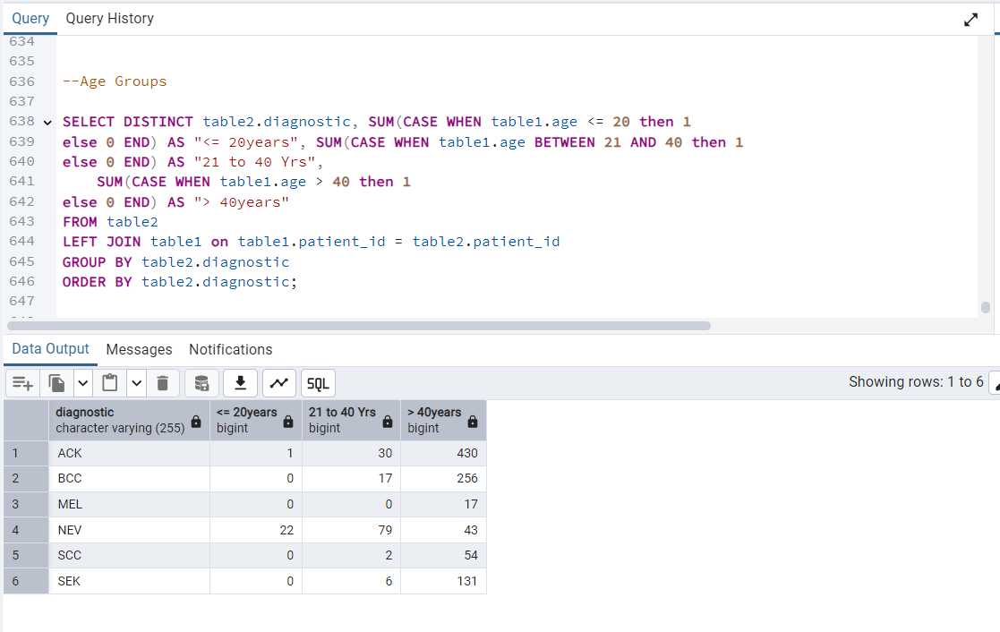 Query Query History
634
635
636 --Age Groups
637
638 SELECT DISTINCT table2.diagnostic, SUM(CASE WHEN table1.age <= 20 then 1
639 else 0 END) AS "<= 20years", SUM(CASE WHEN table1.age BETWEEN 21 AND 40 then 1
640 else 0 END) AS "21 to 40 Yrs",
641 SUM(CASE WHEN table1.age > 40 then 1
642 else 0 END) AS "> 40years"
643 FROM table2
644 LEFT JOIN table1 on table1.patient_id = table2.patient_id
645 GROUP BY table2.diagnostic
646 ORDER BY table2.diagnostic;
647
Data Output Messages Notifications
SQL Showing rows: 1 to 6
diagnostic <= 20years 21 to 40 Yrs > 40years
character varying (255) bigint bigint bigint
1 ACK 1 30 430
2 BCC 0 17 256
3 MEL 0 0 17
4 NEV 22 79 43
5 SCC 0 2 54
6 SEK 0 6 131